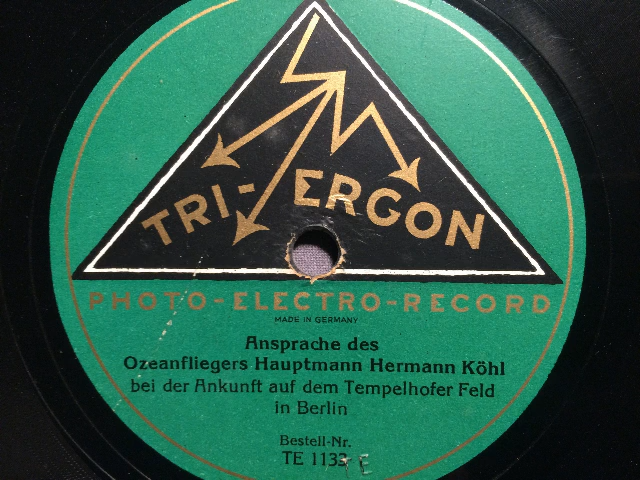 TRI-ERGON
PHOTO-ELECTRO-RECORD
MADE IN GERMANY
Ansprache des
Ozeanfliegers Hauptmann Hermann Köhl
bei der Ankunft auf dem Tempelhofer Feld
in Berlin
Bestell-Nr.
TE 1133
E